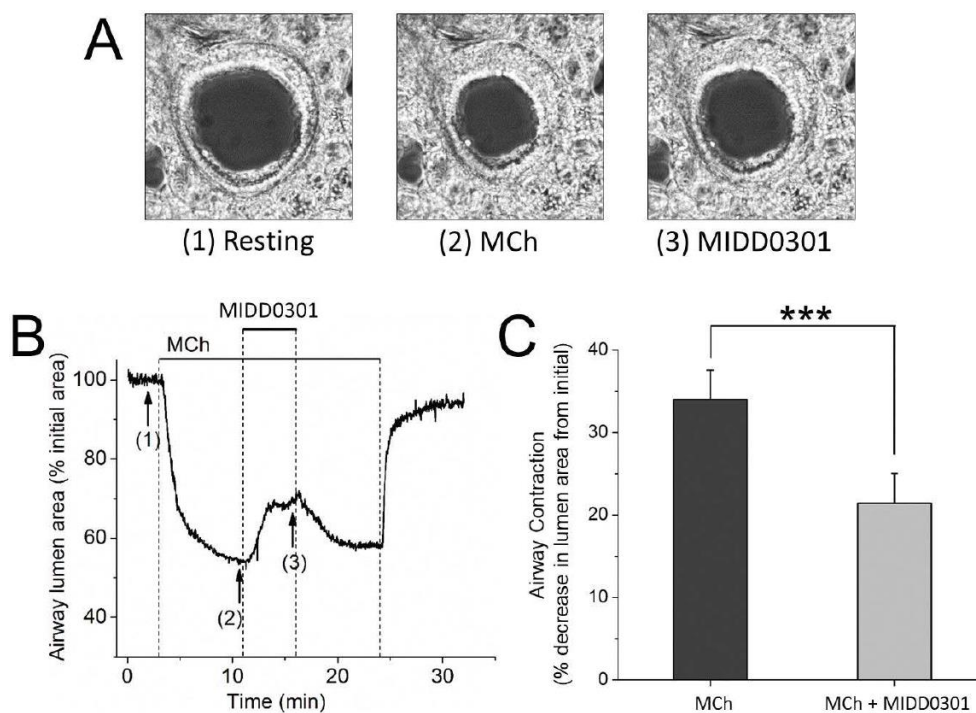 A
(1) Resting
(2) MCh
(3) MIDD0301
B
MIDD0301
MCh
Airway lumen area (% initial area)
100
80
60
40
(1)
(2)
(3)
0
10
20
30
Time (min)
C
***
Airway Contraction
(% decrease in lumen area from initial)
40
30
20
10
0
MCh
MCh + MIDD0301